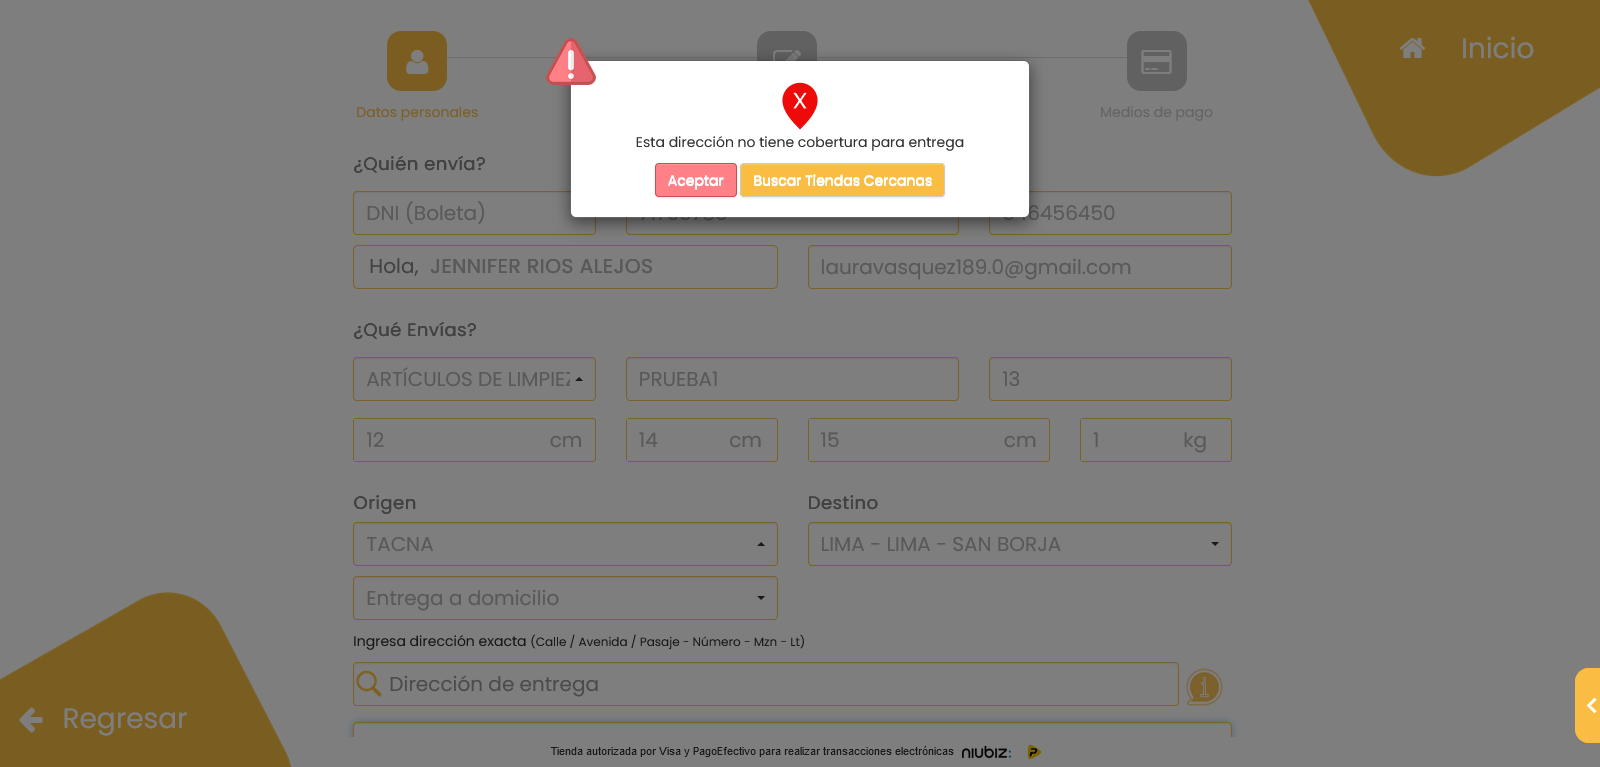 Inicio
Datos personales
Medios de pago
X
Esta dirección no tiene cobertura para entrega
Aceptar
Buscar Tiendas Cercanas
¿Quién envía?
DNI (Boleta)
6456450
Hola, JENNIFER RIOS ALEJOS
lauravasquez189.0@gmail.com
¿Qué Envías?
ARTÍCULOS DE LIMPIEZ
PRUEBA1
13
12 cm
14 cm
15 cm
1 kg
Origen
Destino
TACNA
LIMA - LIMA - SAN BORJA
Entrega a domicilio
Ingresa dirección exacta (Calle / Avenida / Pasaje - Número - Mzn - Lt)
Dirección de entrega
Regresar
Tienda autorizada por Visa y PagoEfectivo para realizar transacciones electrónicas niubiz: